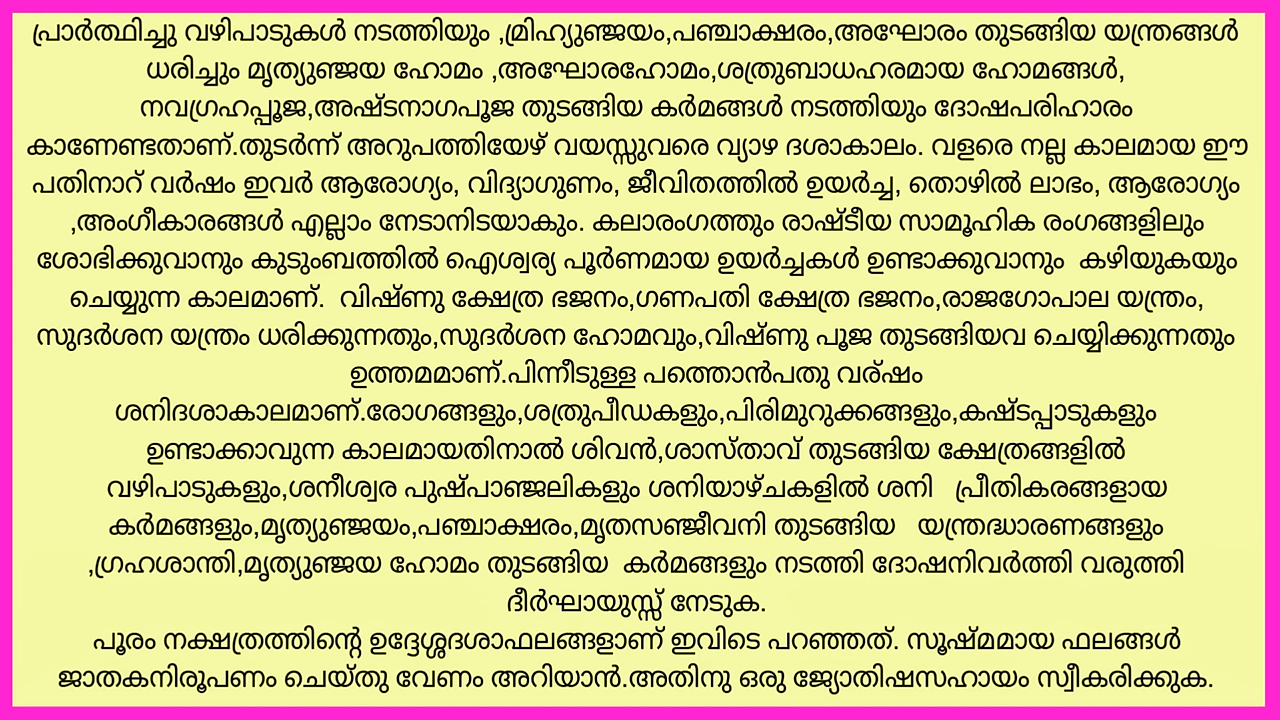 പ്രാർത്ഥിച്ചു വഴിപാടുകൾ നടത്തിയും ,മ്രിഹ്യുഞ്ജയം,പഞ്ചാക്ഷരം,അഘോരം തുടങ്ങിയ യന്ത്രങ്ങൾ
ധരിച്ചും മൃത്യുഞ്ജയ ഹോമം ,അഘോരഹോമം,ശത്രുബാധഹരമായ ഹോമങ്ങൾ,
നവഗ്രഹപ്പൂജ,അഷ്ടനാഗപൂജ തുടങ്ങിയ കർമങ്ങൾ നടത്തിയും ദോഷപരിഹാരം
കാണേണ്ടതാണ്.തുടർന്ന് അറുപത്തിയേഴ് വയസ്സുവരെ വ്യാഴ ദശാകാലം. വളരെ നല്ല കാലമായ ഈ
പതിനാറ് വർഷം ഇവർ ആരോഗ്യം, വിദ്യാഗുണം, ജീവിതത്തിൽ ഉയർച്ച, തൊഴിൽ ലാഭം, ആരോഗ്യം
,അംഗീകാരങ്ങൾ എല്ലാം നേടാനിടയാകും. കലാരംഗത്തും രാഷ്ടീയ സാമൂഹിക രംഗങ്ങളിലും
ശോഭിക്കുവാനും കുടുംബത്തിൽ ഐശ്വര്യ പൂർണമായ ഉയർച്ചകൾ ഉണ്ടാക്കുവാനും കഴിയുകയും
ചെയ്യുന്ന കാലമാണ്. വിഷ്ണു ക്ഷേത്ര ഭജനം,ഗണപതി ക്ഷേത്ര ഭജനം,രാജഗോപാല യന്ത്രം,
സുദർശന യന്ത്രം ധരിക്കുന്നതും,സുദർശന ഹോമവും,വിഷ്ണു പൂജ തുടങ്ങിയവ ചെയ്യിക്കുന്നതും
ഉത്തമമാണ്.പിന്നീടുള്ള പത്തൊൻപതു വര്ഷം
ശനിദശാകാലമാണ്.രോഗങ്ങളും,ശത്രുപീഡകളും,പിരിമുറുക്കങ്ങളും,കഷ്ടപ്പാടുകളും
ഉണ്ടാക്കാവുന്ന കാലമായതിനാൽ ശിവൻ,ശാസ്താവ് തുടങ്ങിയ ക്ഷേത്രങ്ങളിൽ
വഴിപാടുകളും,ശനീശ്വര പുഷ്പാഞ്ജലികളും ശനിയാഴ്ചകളിൽ ശനി പ്രീതികരങ്ങളായ
കർമങ്ങളും,മൃത്യുഞ്ജയം,പഞ്ചാക്ഷരം,മൃതസഞ്ജീവനി തുടങ്ങിയ യന്ത്രദ്ധാരണങ്ങളും
,ഗ്രഹശാന്തി,മൃത്യുഞ്ജയ ഹോമം തുടങ്ങിയ കർമങ്ങളും നടത്തി ദോഷനിവർത്തി വരുത്തി
ദീർഘായുസ്സ് നേടുക.
പൂരം നക്ഷത്രത്തിന്റെ ഉദ്ദേശ്ശദശാഫലങ്ങളാണ് ഇവിടെ പറഞ്ഞത്. സൂഷ്മമായ ഫലങ്ങൾ
ജാതകനിരൂപണം ചെയ്തു വേണം അറിയാൻ.അതിനു ഒരു ജ്യോതിഷസഹായം സ്വീകരിക്കുക.